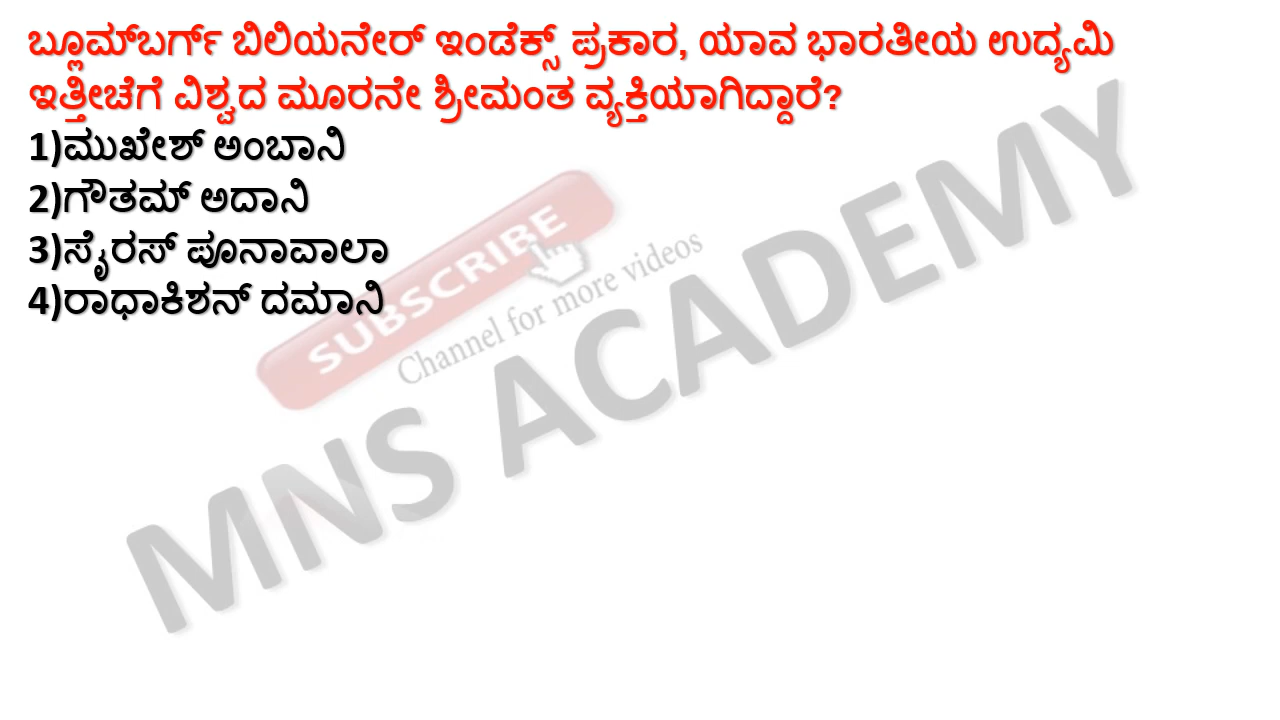 ಬ್ಲೂಮ್‌ಬರ್ಗ್ ಬಿಲಿಯನೇರ್ ಇಂಡೆಕ್ಸ್ ಪ್ರಕಾರ, ಯಾವ ಭಾರತೀಯ ಉದ್ಯಮಿ
ಇತ್ತೀಚೆಗೆ ವಿಶ್ವದ ಮೂರನೇ ಶ್ರೀಮಂತ ವ್ಯಕ್ತಿಯಾಗಿದ್ದಾರೆ?
1)ಮುಖೇಶ್ ಅಂಬಾನಿ
2)ಗೌತಮ್ ಅದಾನಿ
3)ಸೈರಸ್ ಪೂನಾವಾಲಾ
4)ರಾಧಾಕಿಶನ್ ದಮಾನಿ
SUBSCRIBE
Channel for more videos
MNS ACADEMY